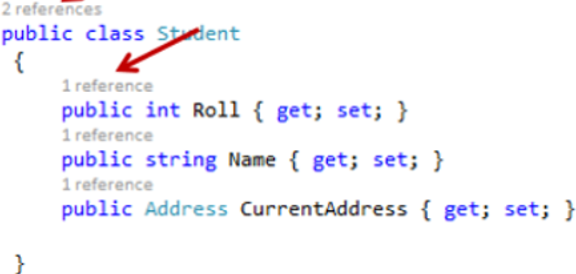 2 references
public class Student
{
1 reference
public int Roll { get; set; }
1 reference
public string Name { get; set; }
1 reference
public Address CurrentAddress { get; set; }
}